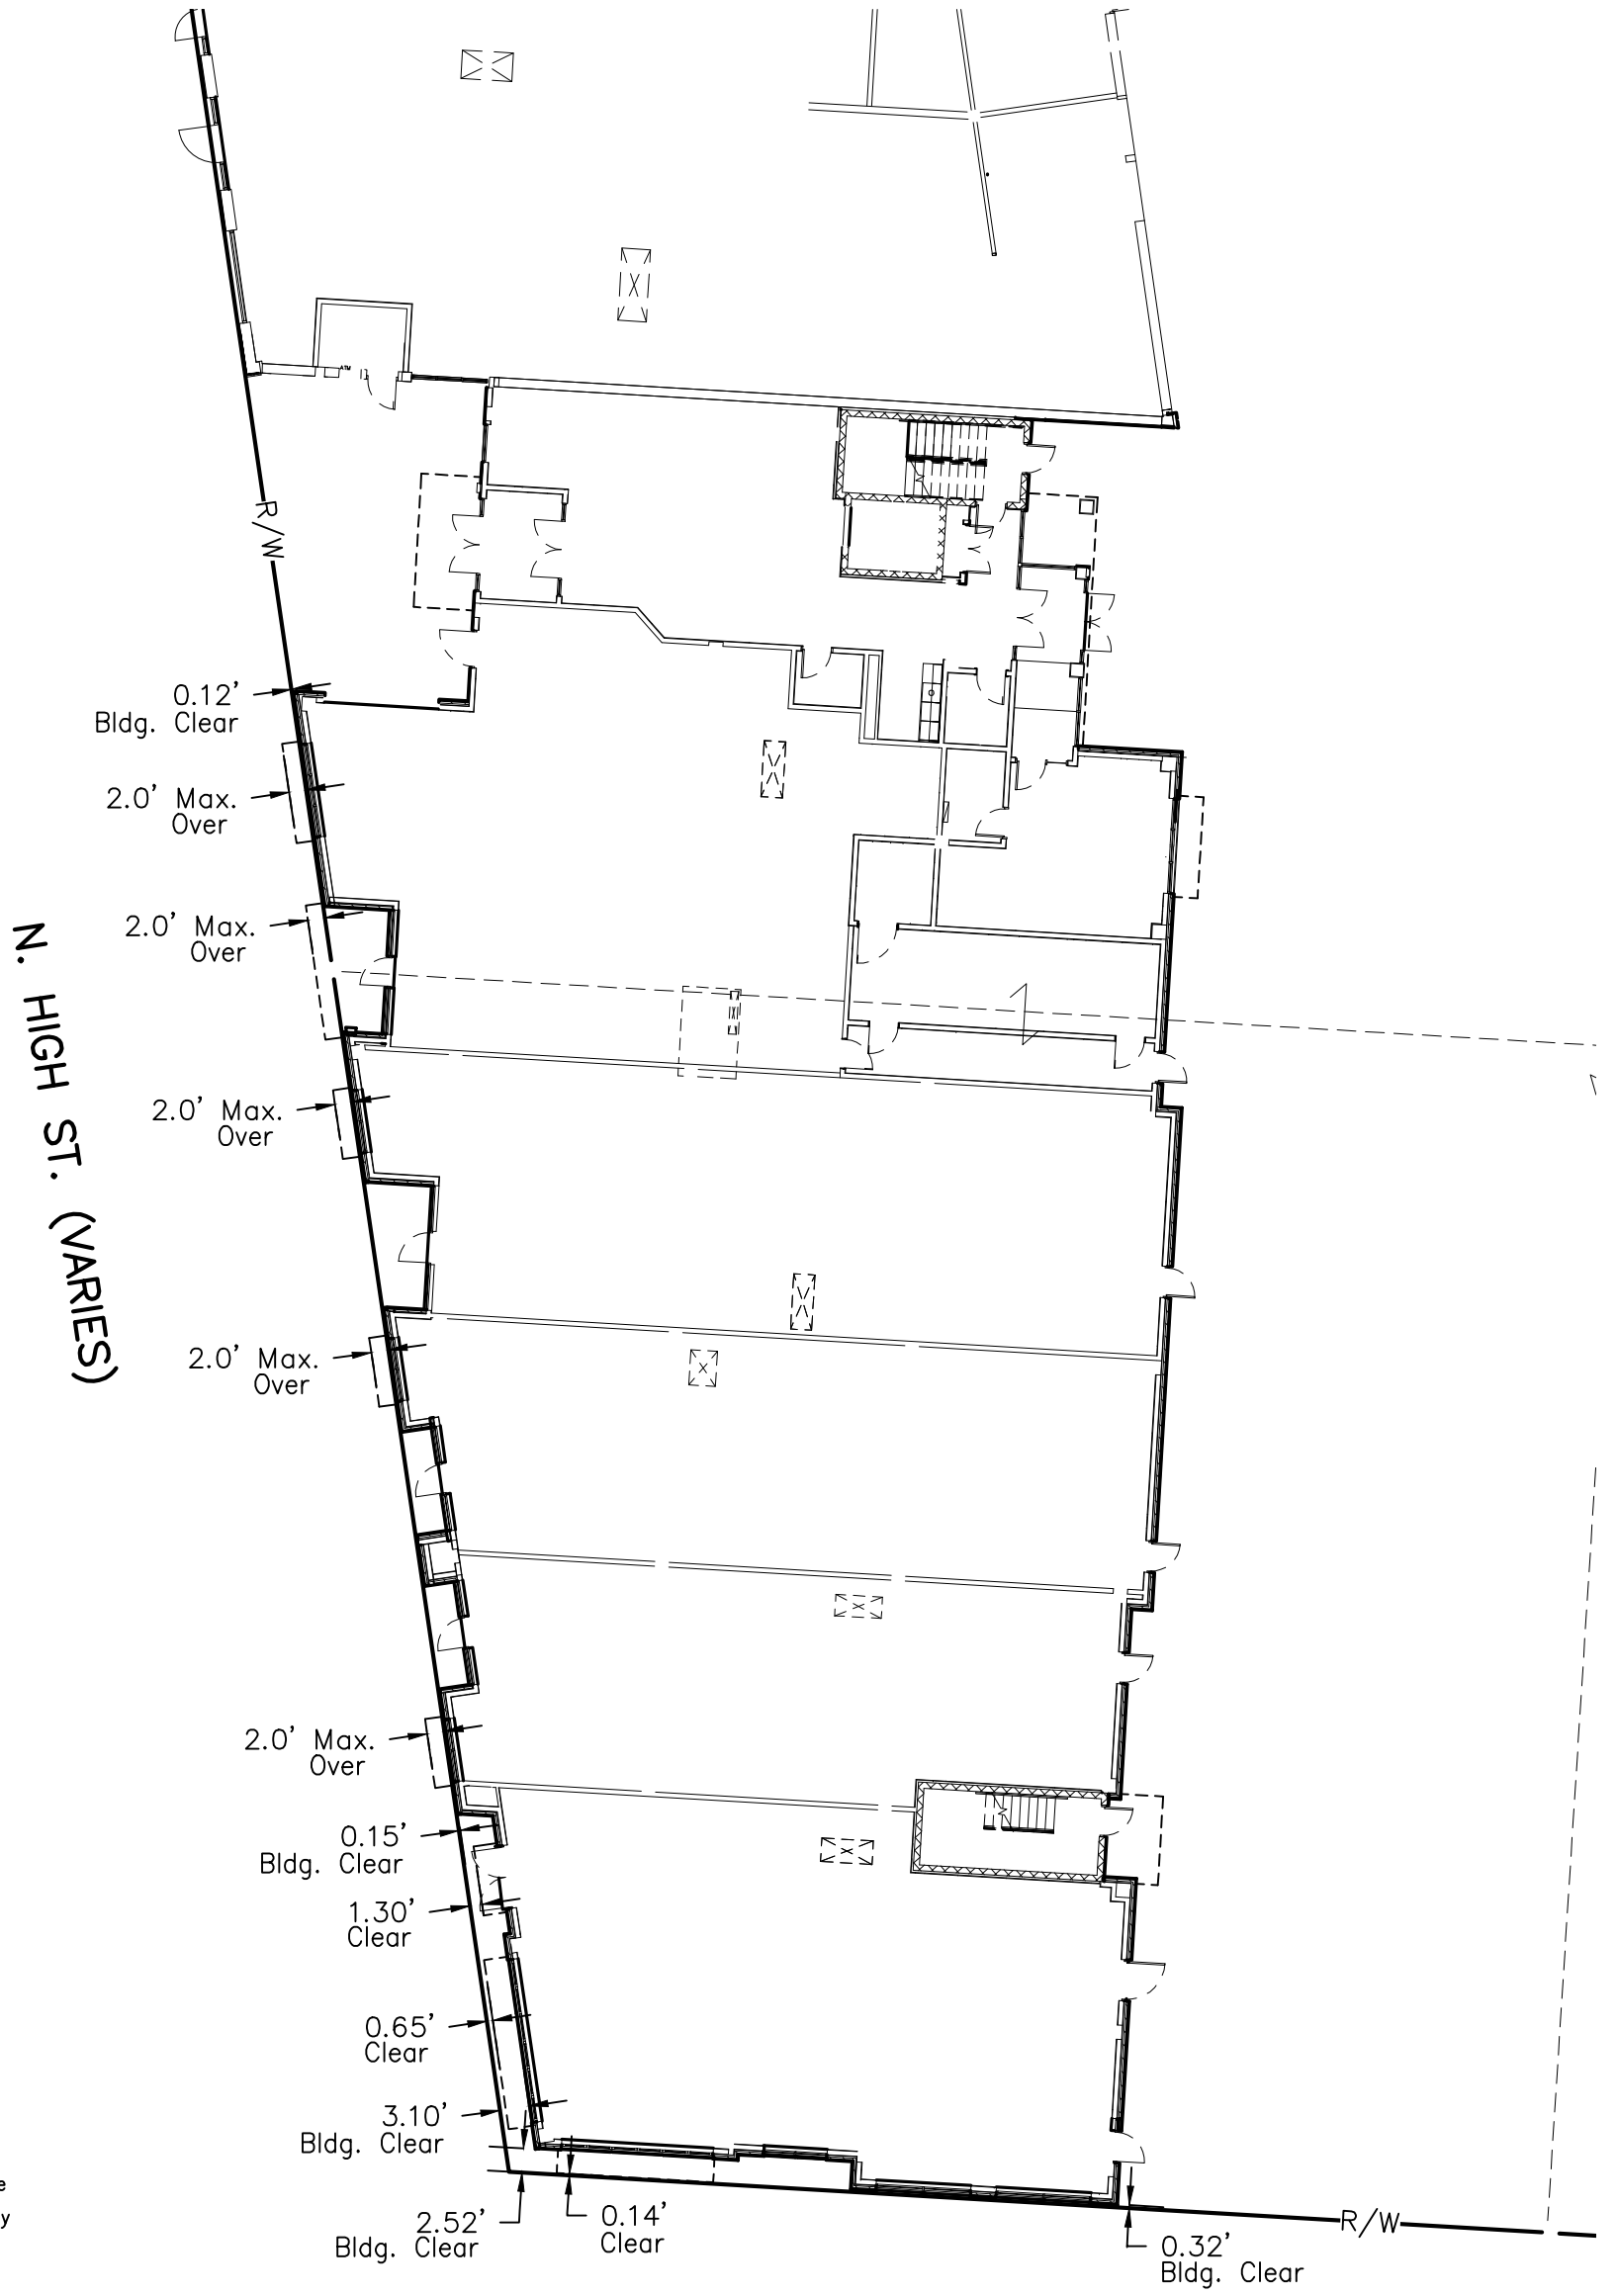 ATM
R/W
0.12'
Bldg. Clear
2.0' Max.
Over
2.0' Max.
Over
N. HIGH ST. (VARIES)
2.0' Max.
Over
2.0' Max.
Over
2.0' Max.
Over
0.15'
Bldg. Clear
1.30'
Clear
0.65'
Clear
3.10'
Bldg. Clear
2.52'
Bldg. Clear
0.14'
Clear
R/W
0.32'
Bldg. Clear